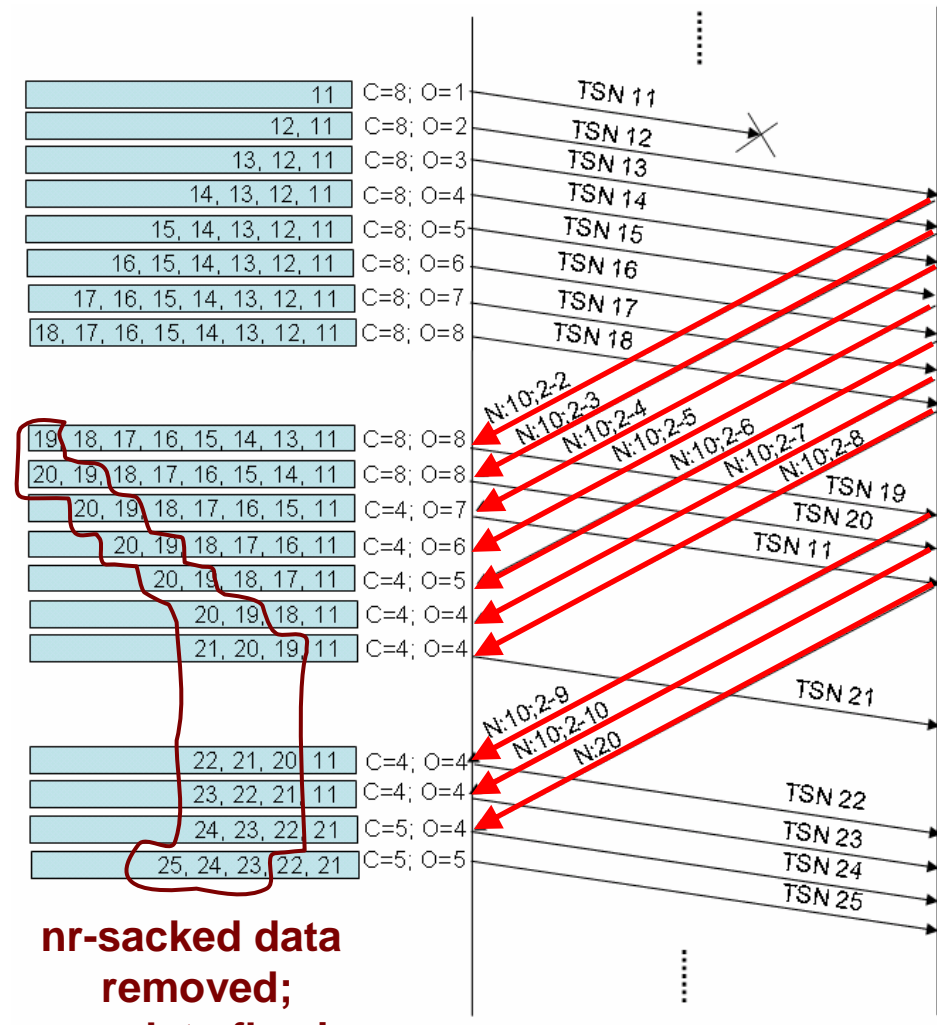 11 C=8; O=1 TSN 11
12, 11 C=8; O=2 TSN 12
13, 12, 11 C=8; O=3 TSN 13
14, 13, 12, 11 C=8; O=4 TSN 14
15, 14, 13, 12, 11 C=8; O=5 TSN 15
16, 15, 14, 13, 12, 11 C=8; O=6 TSN 16
17, 16, 15, 14, 13, 12, 11 C=8; O=7 TSN 17
18, 17, 16, 15, 14, 13, 12, 11 C=8; O=8 TSN 18
N:10;2-2
N:10;2-3
N:10;2-4
N:10;2-5
N:10;2-6
N:10;2-7
N:10;2-8
19, 18, 17, 16, 15, 14, 13, 11 C=8; O=8 TSN 19
20, 19, 18, 17, 16, 15, 14, 11 C=8; O=8 TSN 20
20, 19, 18, 17, 16, 15, 11 C=4; O=7 TSN 11
20, 19, 18, 17, 16, 11 C=4; O=6
20, 19, 18, 17, 11 C=4; O=5
20, 19, 18, 11 C=4; O=4
21, 20, 19, 11 C=4; O=4 TSN 21
N:10;2-9
N:10;2-10
N:20
22, 21, 20, 11 C=4; O=4 TSN 22
23, 22, 21, 11 C=4; O=4 TSN 23
24, 23, 22, 21 C=5; O=4 TSN 24
25, 24, 23, 22, 21 C=5; O=5 TSN 25
nr-sacked data
removed;